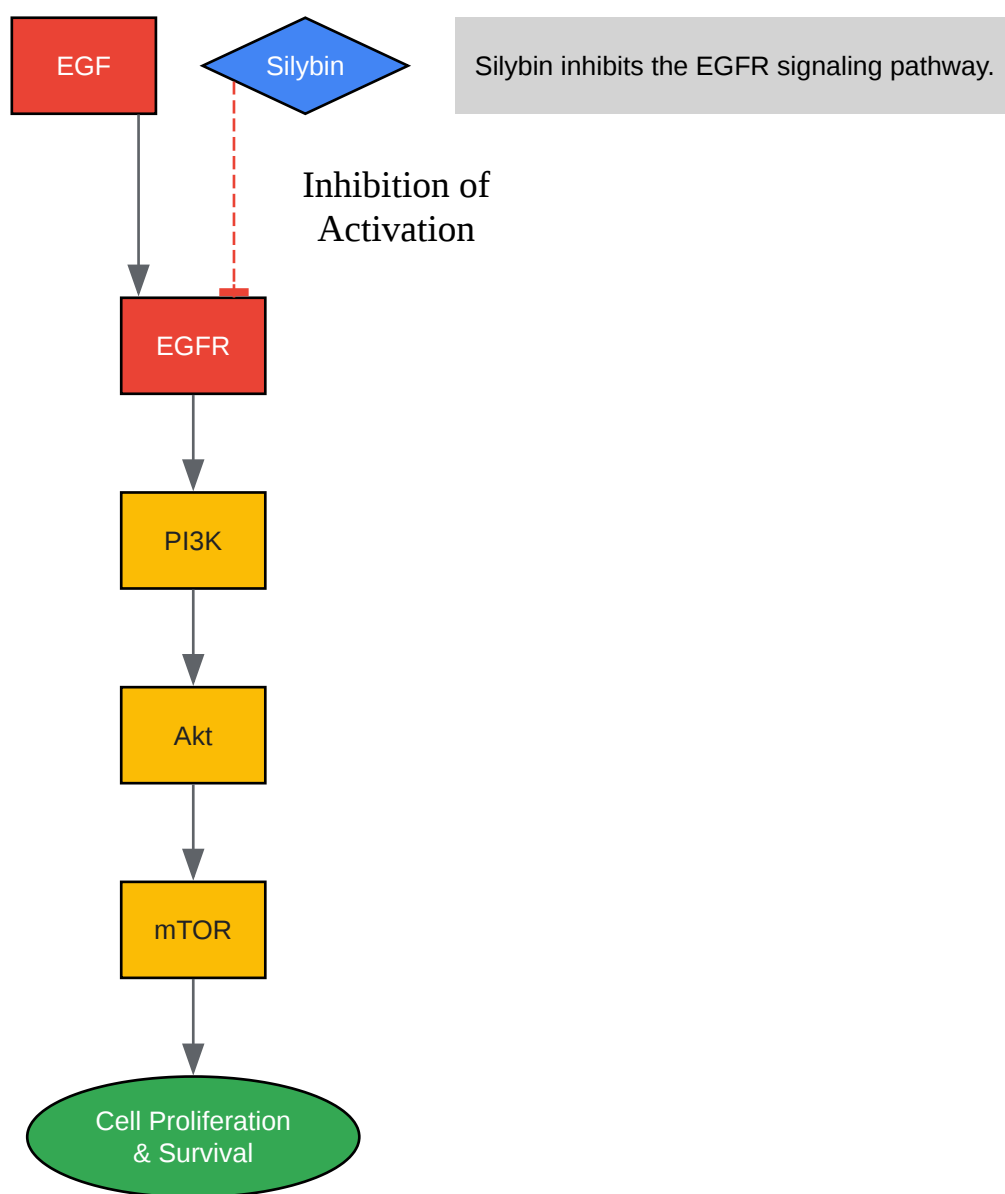 EGF
Silybin
Silybin inhibits the EGFR signaling pathway.
Inhibition of
Activation
EGFR
PI3K
Akt
mTOR
Cell Proliferation
& Survival